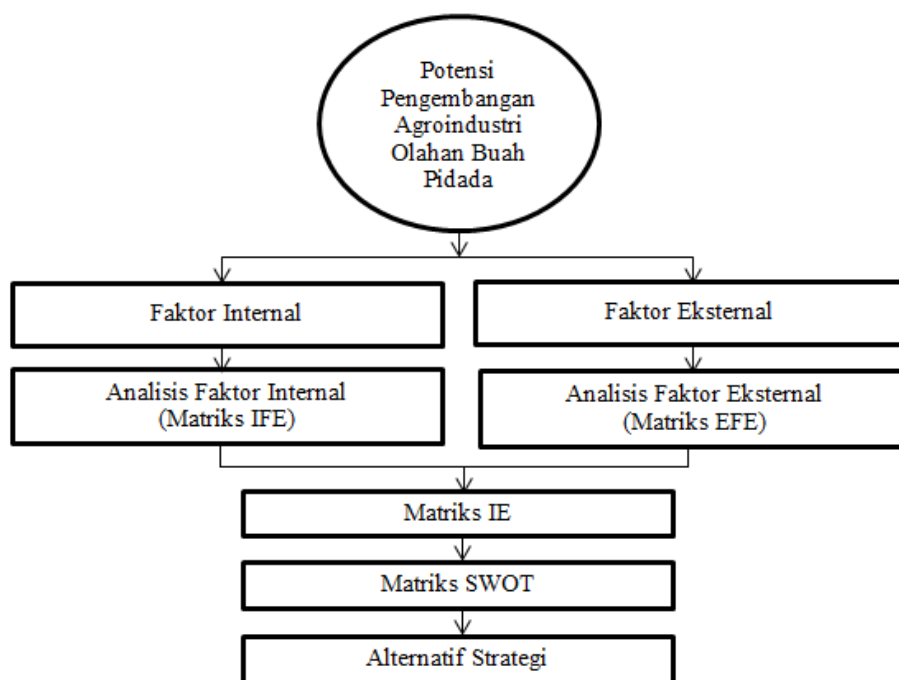 Potensi
Pengembangan
Agroindustri
Olahan Buah
Pidada
Faktor Internal
Faktor Eksternal
Analisis Faktor Internal
(Matriks IFE)
Analisis Faktor Eksternal
(Matriks EFE)
Matriks IE
Matriks SWOT
Alternatif Strategi